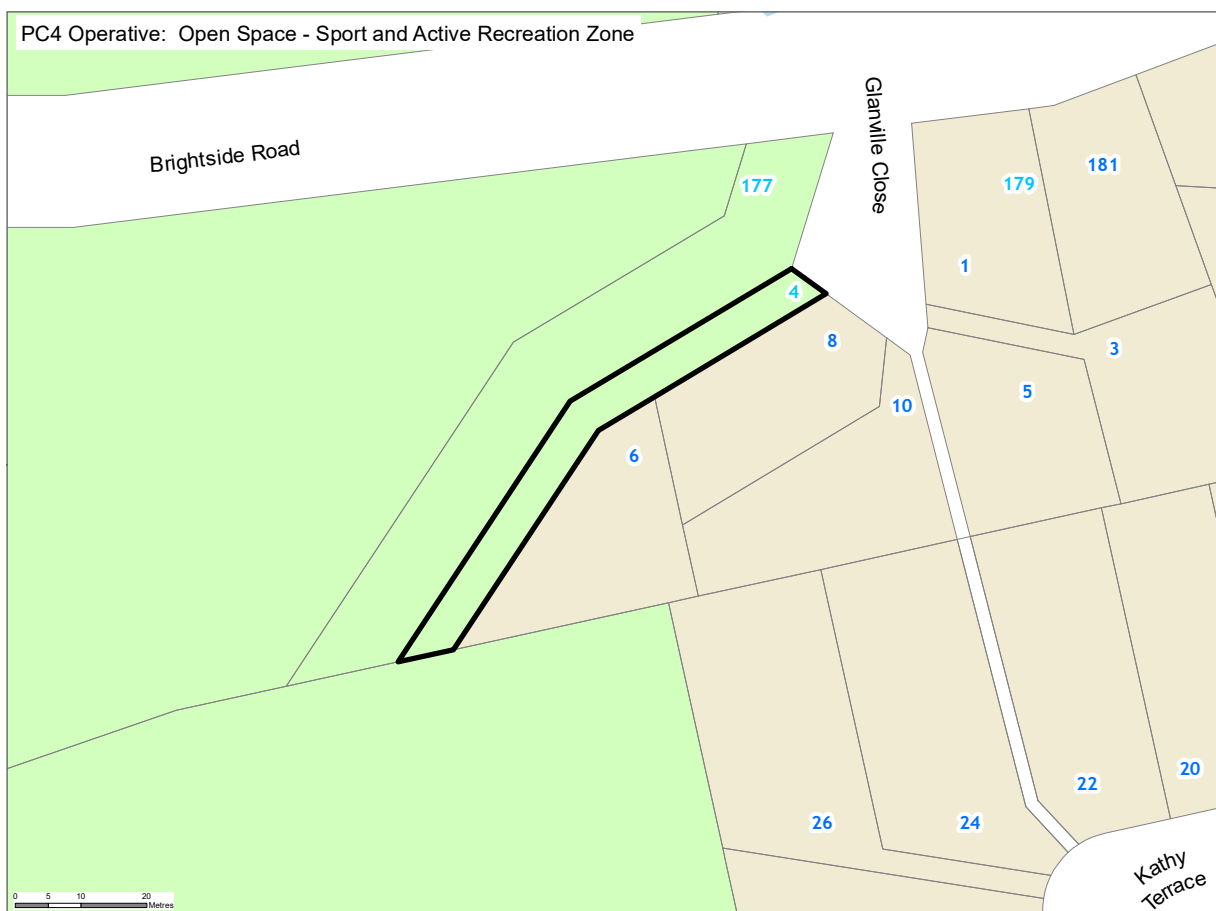 PC4 Operative: Open Space - Sport and Active Recreation Zone
Brightside Road
Glanville Close
177
179
181
1
4
8
3
5
10
6
22
20
26
24
Kathy
Terrace
0 5 10 20
Metres